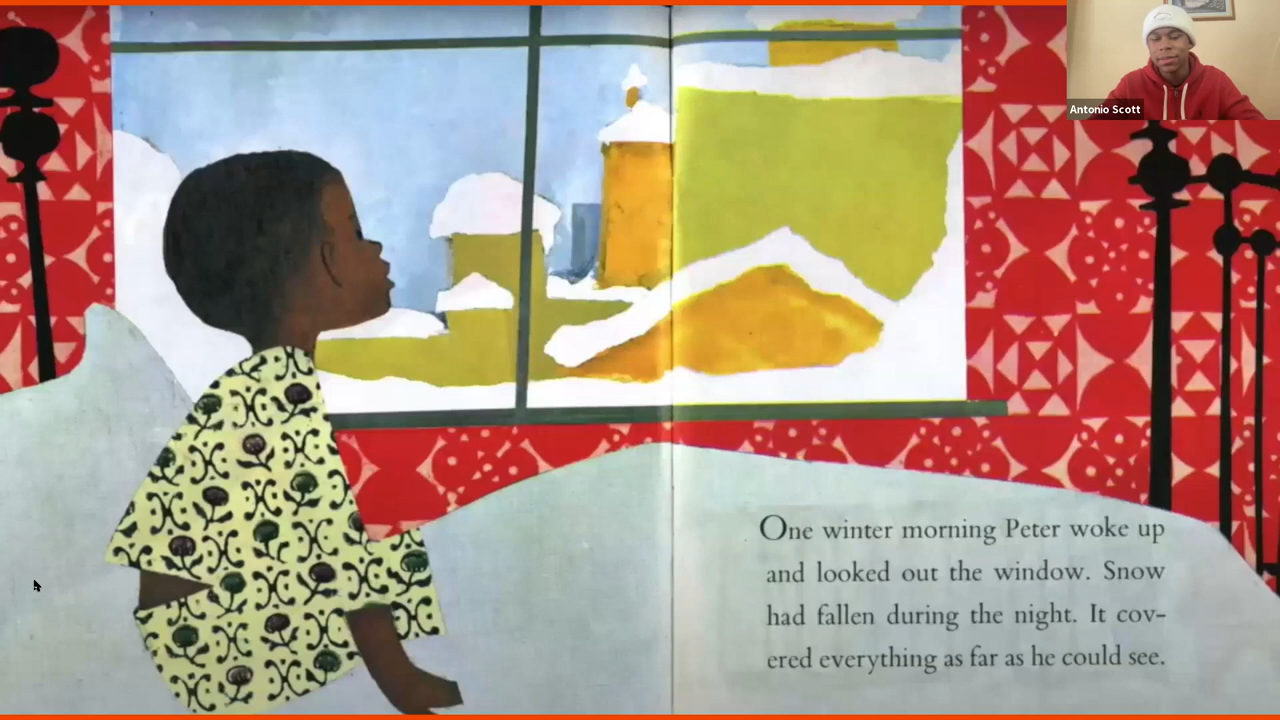 Antonio Scott
One winter morning Peter woke up
and looked out the window. Snow
had fallen during the night. It cov-
ered everything as far as he could see.